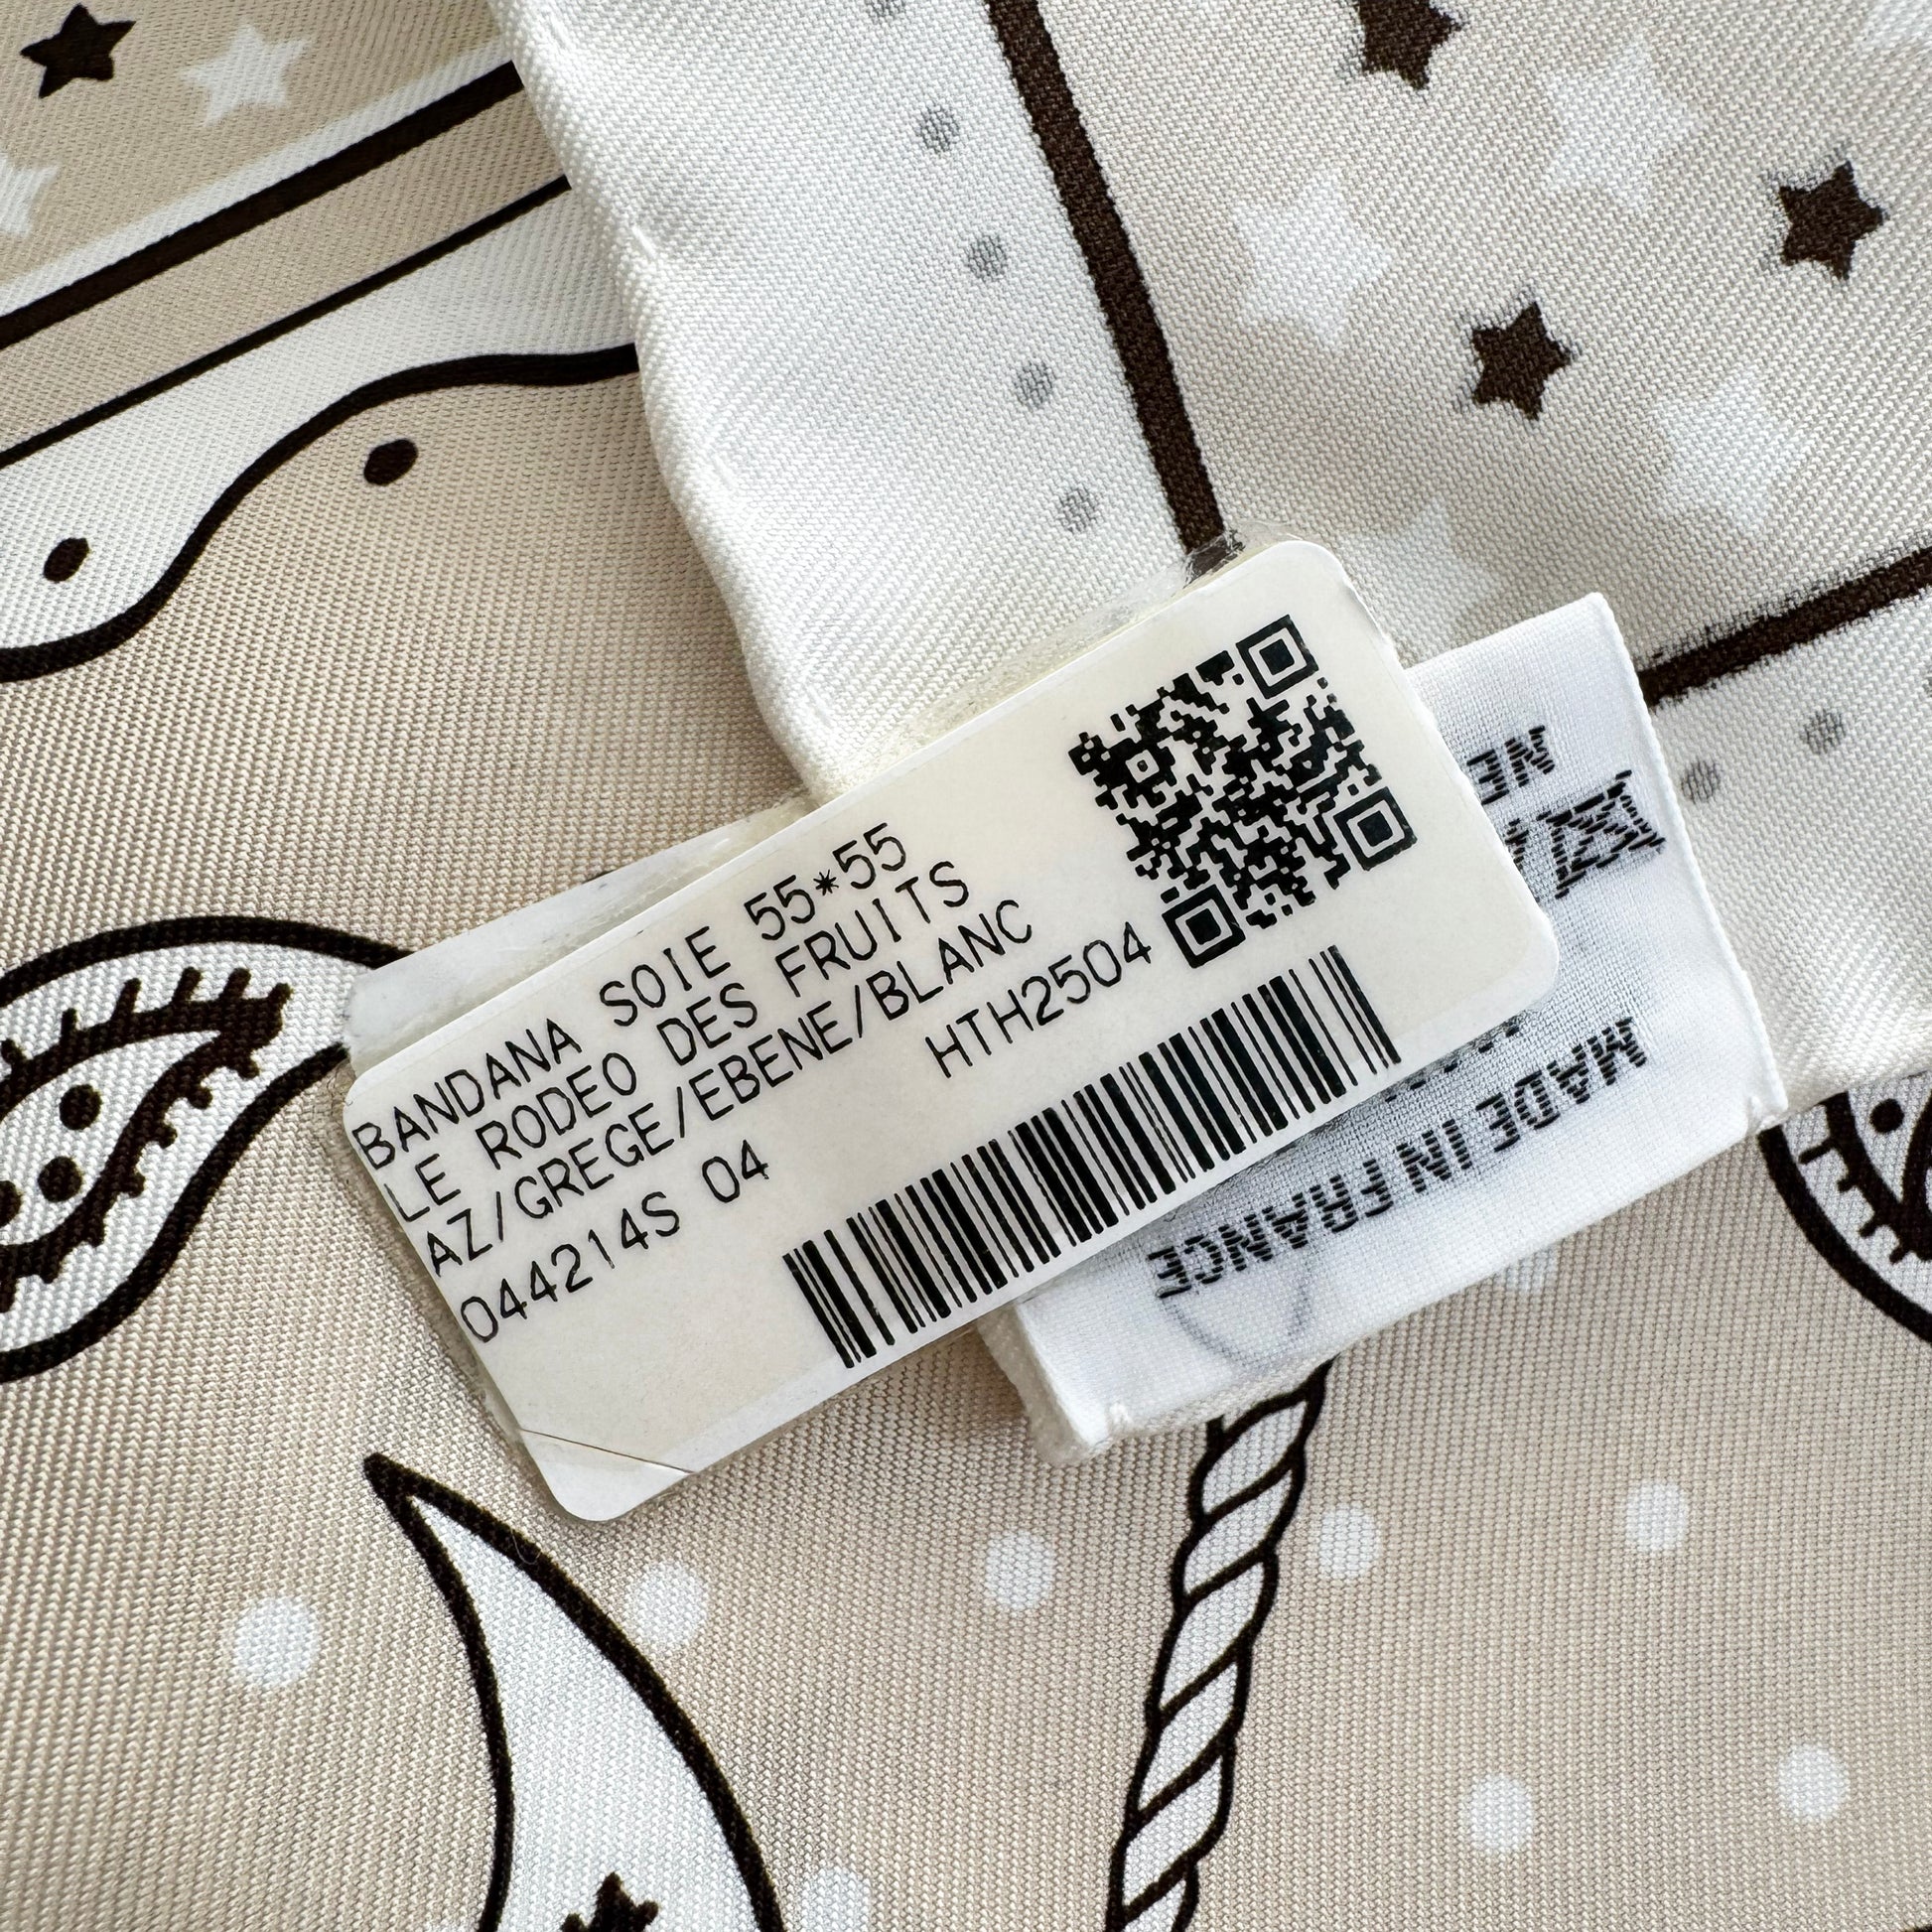 BANDANA SOIE 55*55
LE RODEO DES FRUITS
AZ/GREGE/EBENE/BLANC
044214S 04
HTH2504
MADE IN FRANCE